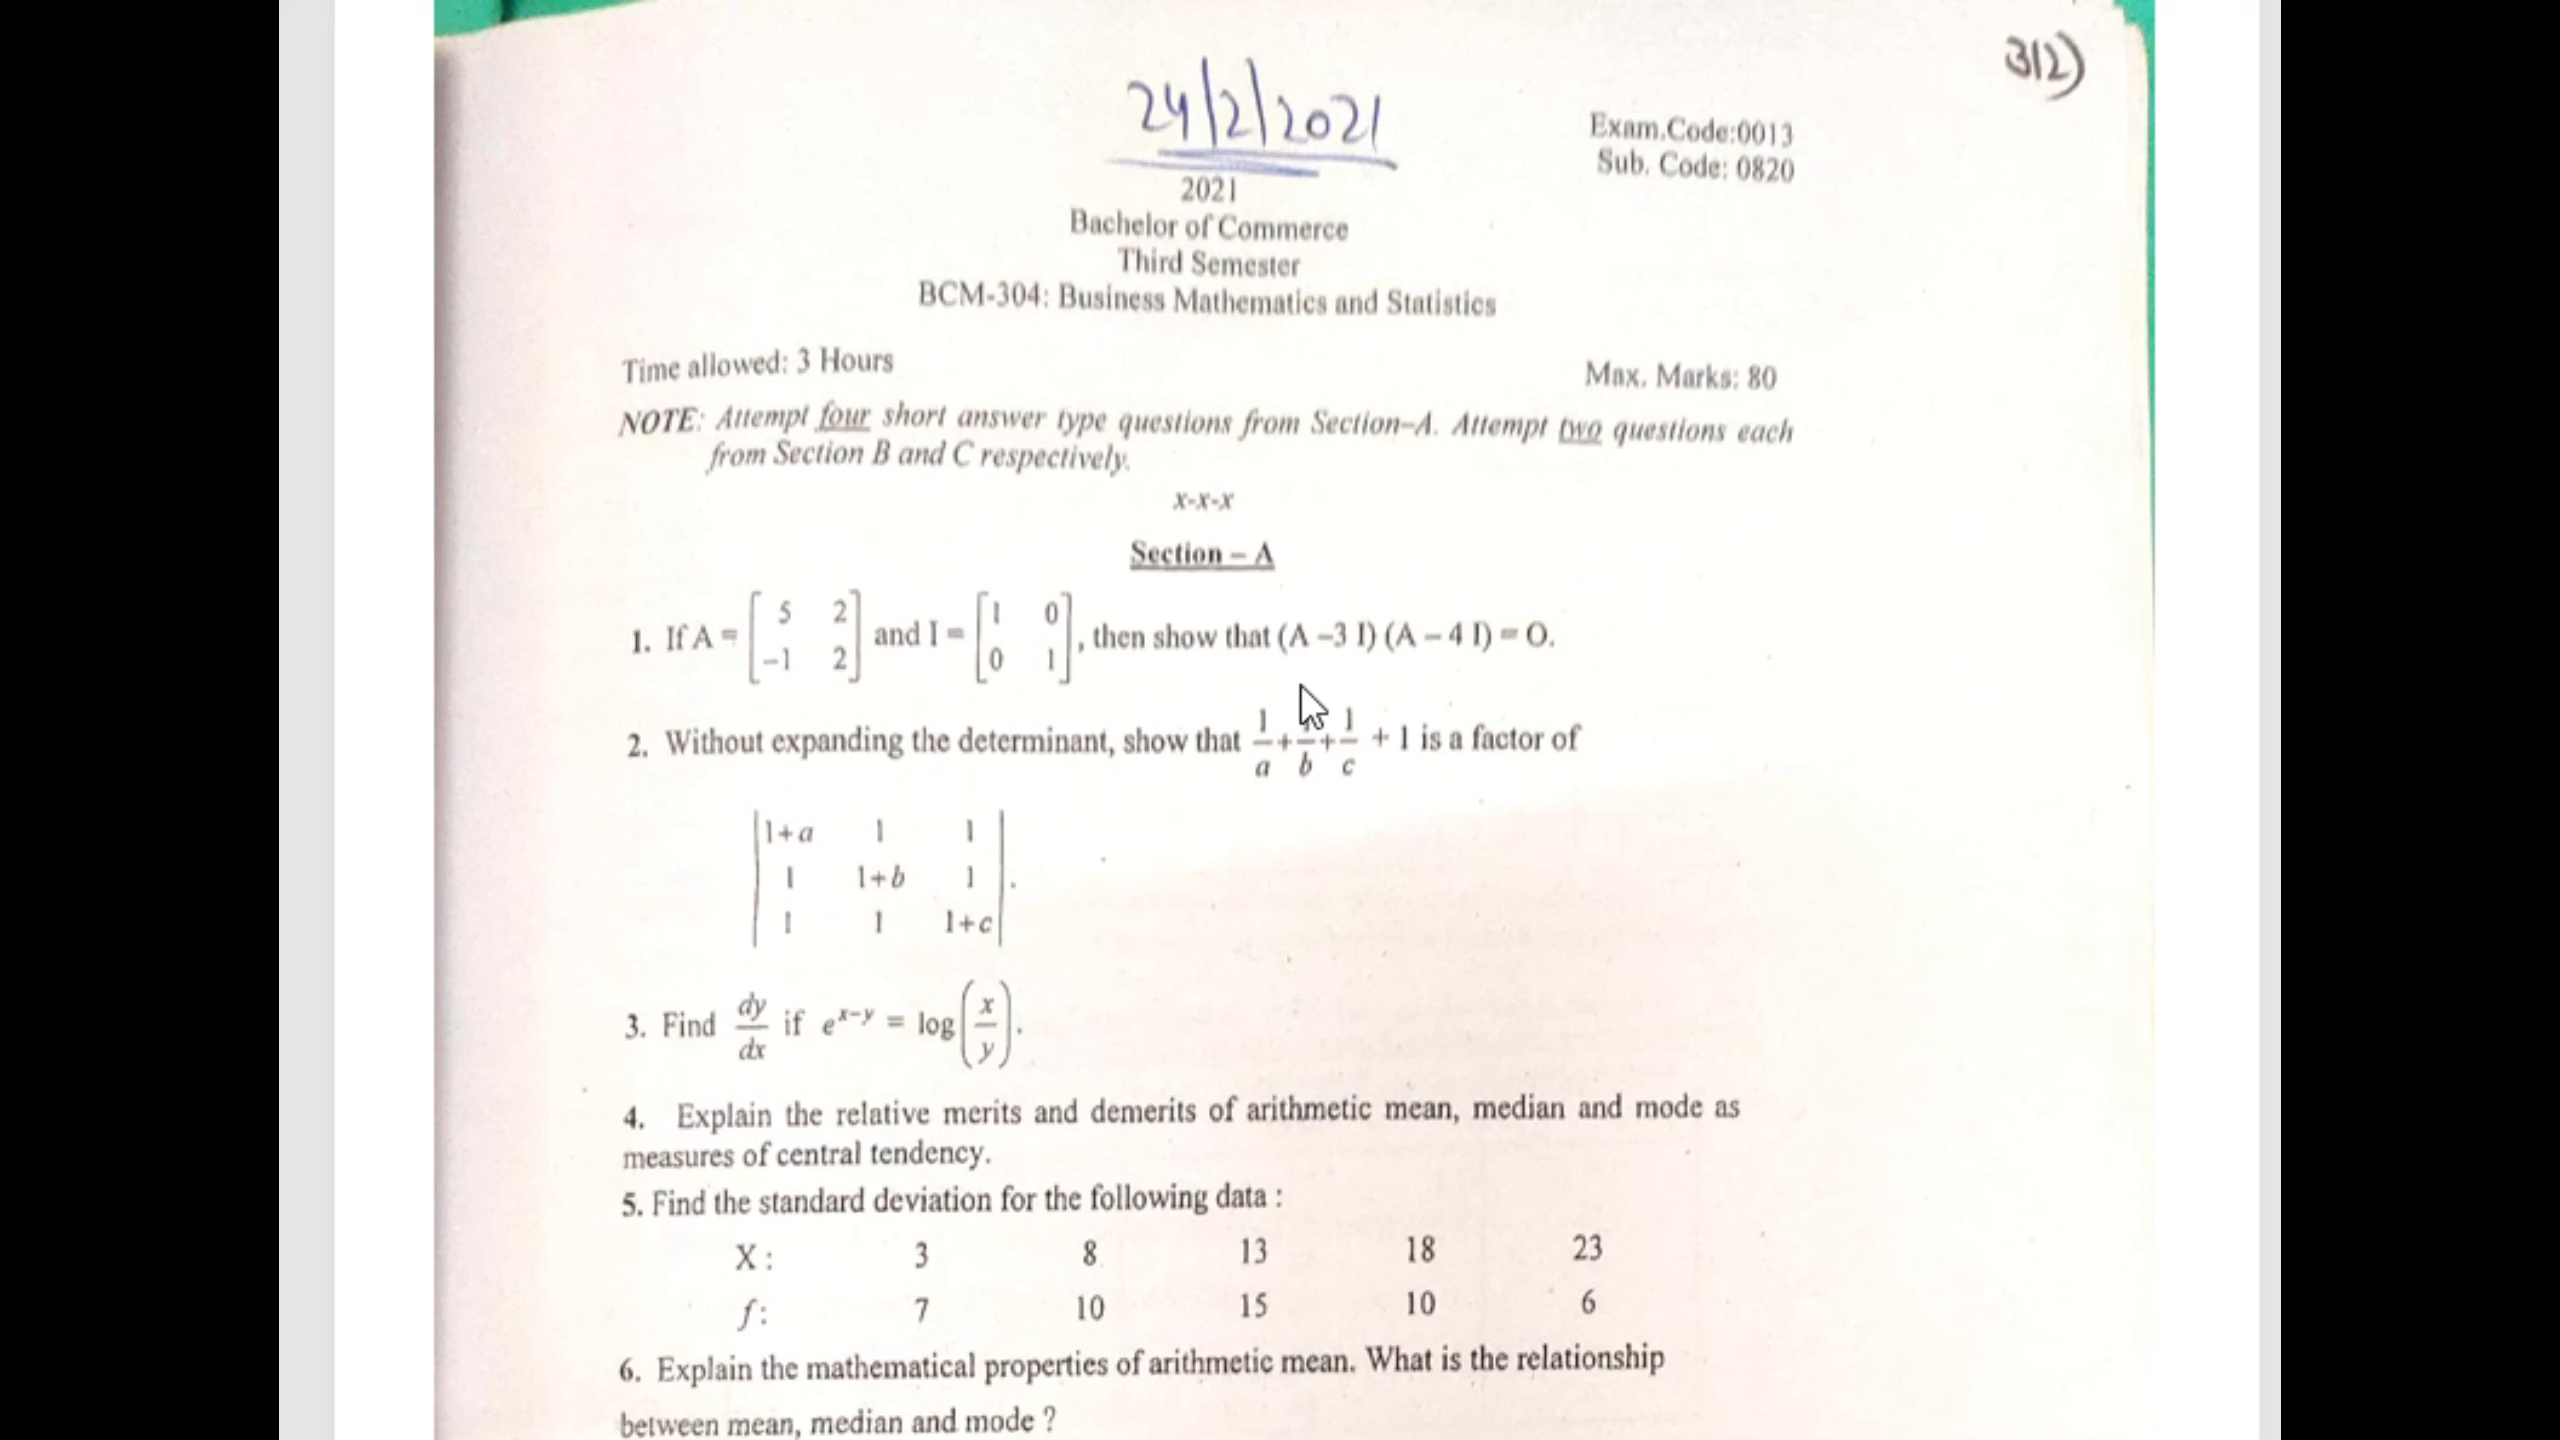 3(2)
24/2/2021
Exam.Code:0013
Sub. Code: 0820
2021
Bachelor of Commerce
Third Semester
BCM-304: Business Mathematics and Statistics
Time allowed: 3 Hours Max. Marks: 80
NOTE: Attempt four short answer type questions from Section–A. Attempt two questions each
from Section B and C respectively.
x-x-x
Section – A
1. If A = [5 2; –1 2] and I = [1 0; 0 1], then show that (A –3 I) (A – 4 I) = O.
2. Without expanding the determinant, show that 1/a + 1/b + 1/c + 1 is a factor of
|1+a 1 1|
|1 1+b 1|.
|1 1 1+c|
3. Find dy/dx if e^(x–y) = log(x/y).
4. Explain the relative merits and demerits of arithmetic mean, median and mode as
measures of central tendency.
5. Find the standard deviation for the following data :
X : 3 8 13 18 23
f : 7 10 15 10 6
6. Explain the mathematical properties of arithmetic mean. What is the relationship
between mean, median and mode ?